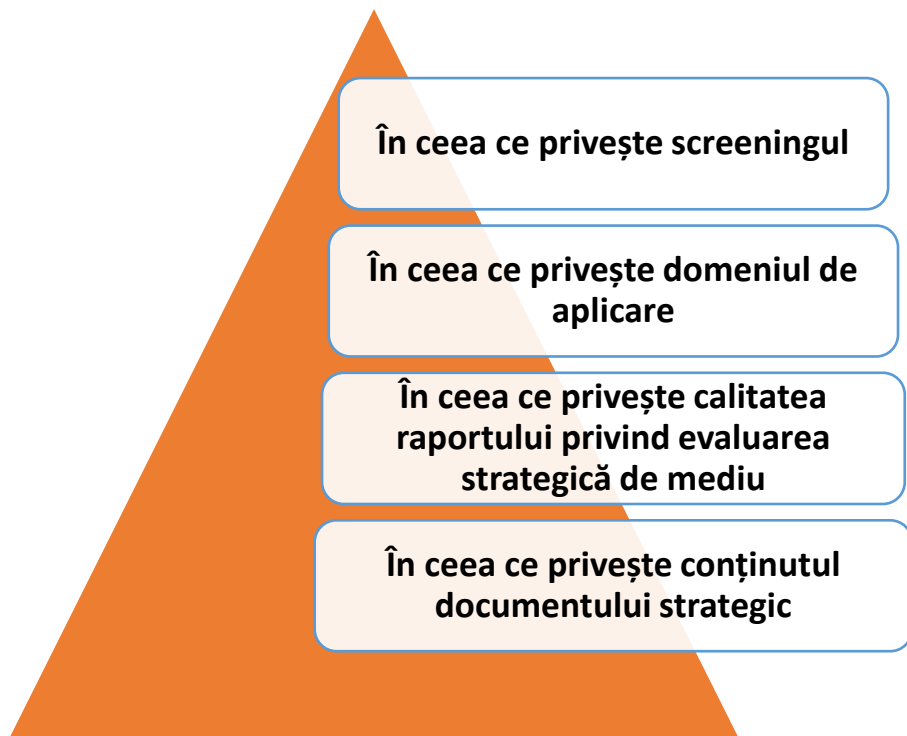 În ceea ce privește screeningul
În ceea ce privește domeniul de
aplicare
În ceea ce privește calitatea
raportului privind evaluarea
strategică de mediu
În ceea ce privește conținutul
documentului strategic